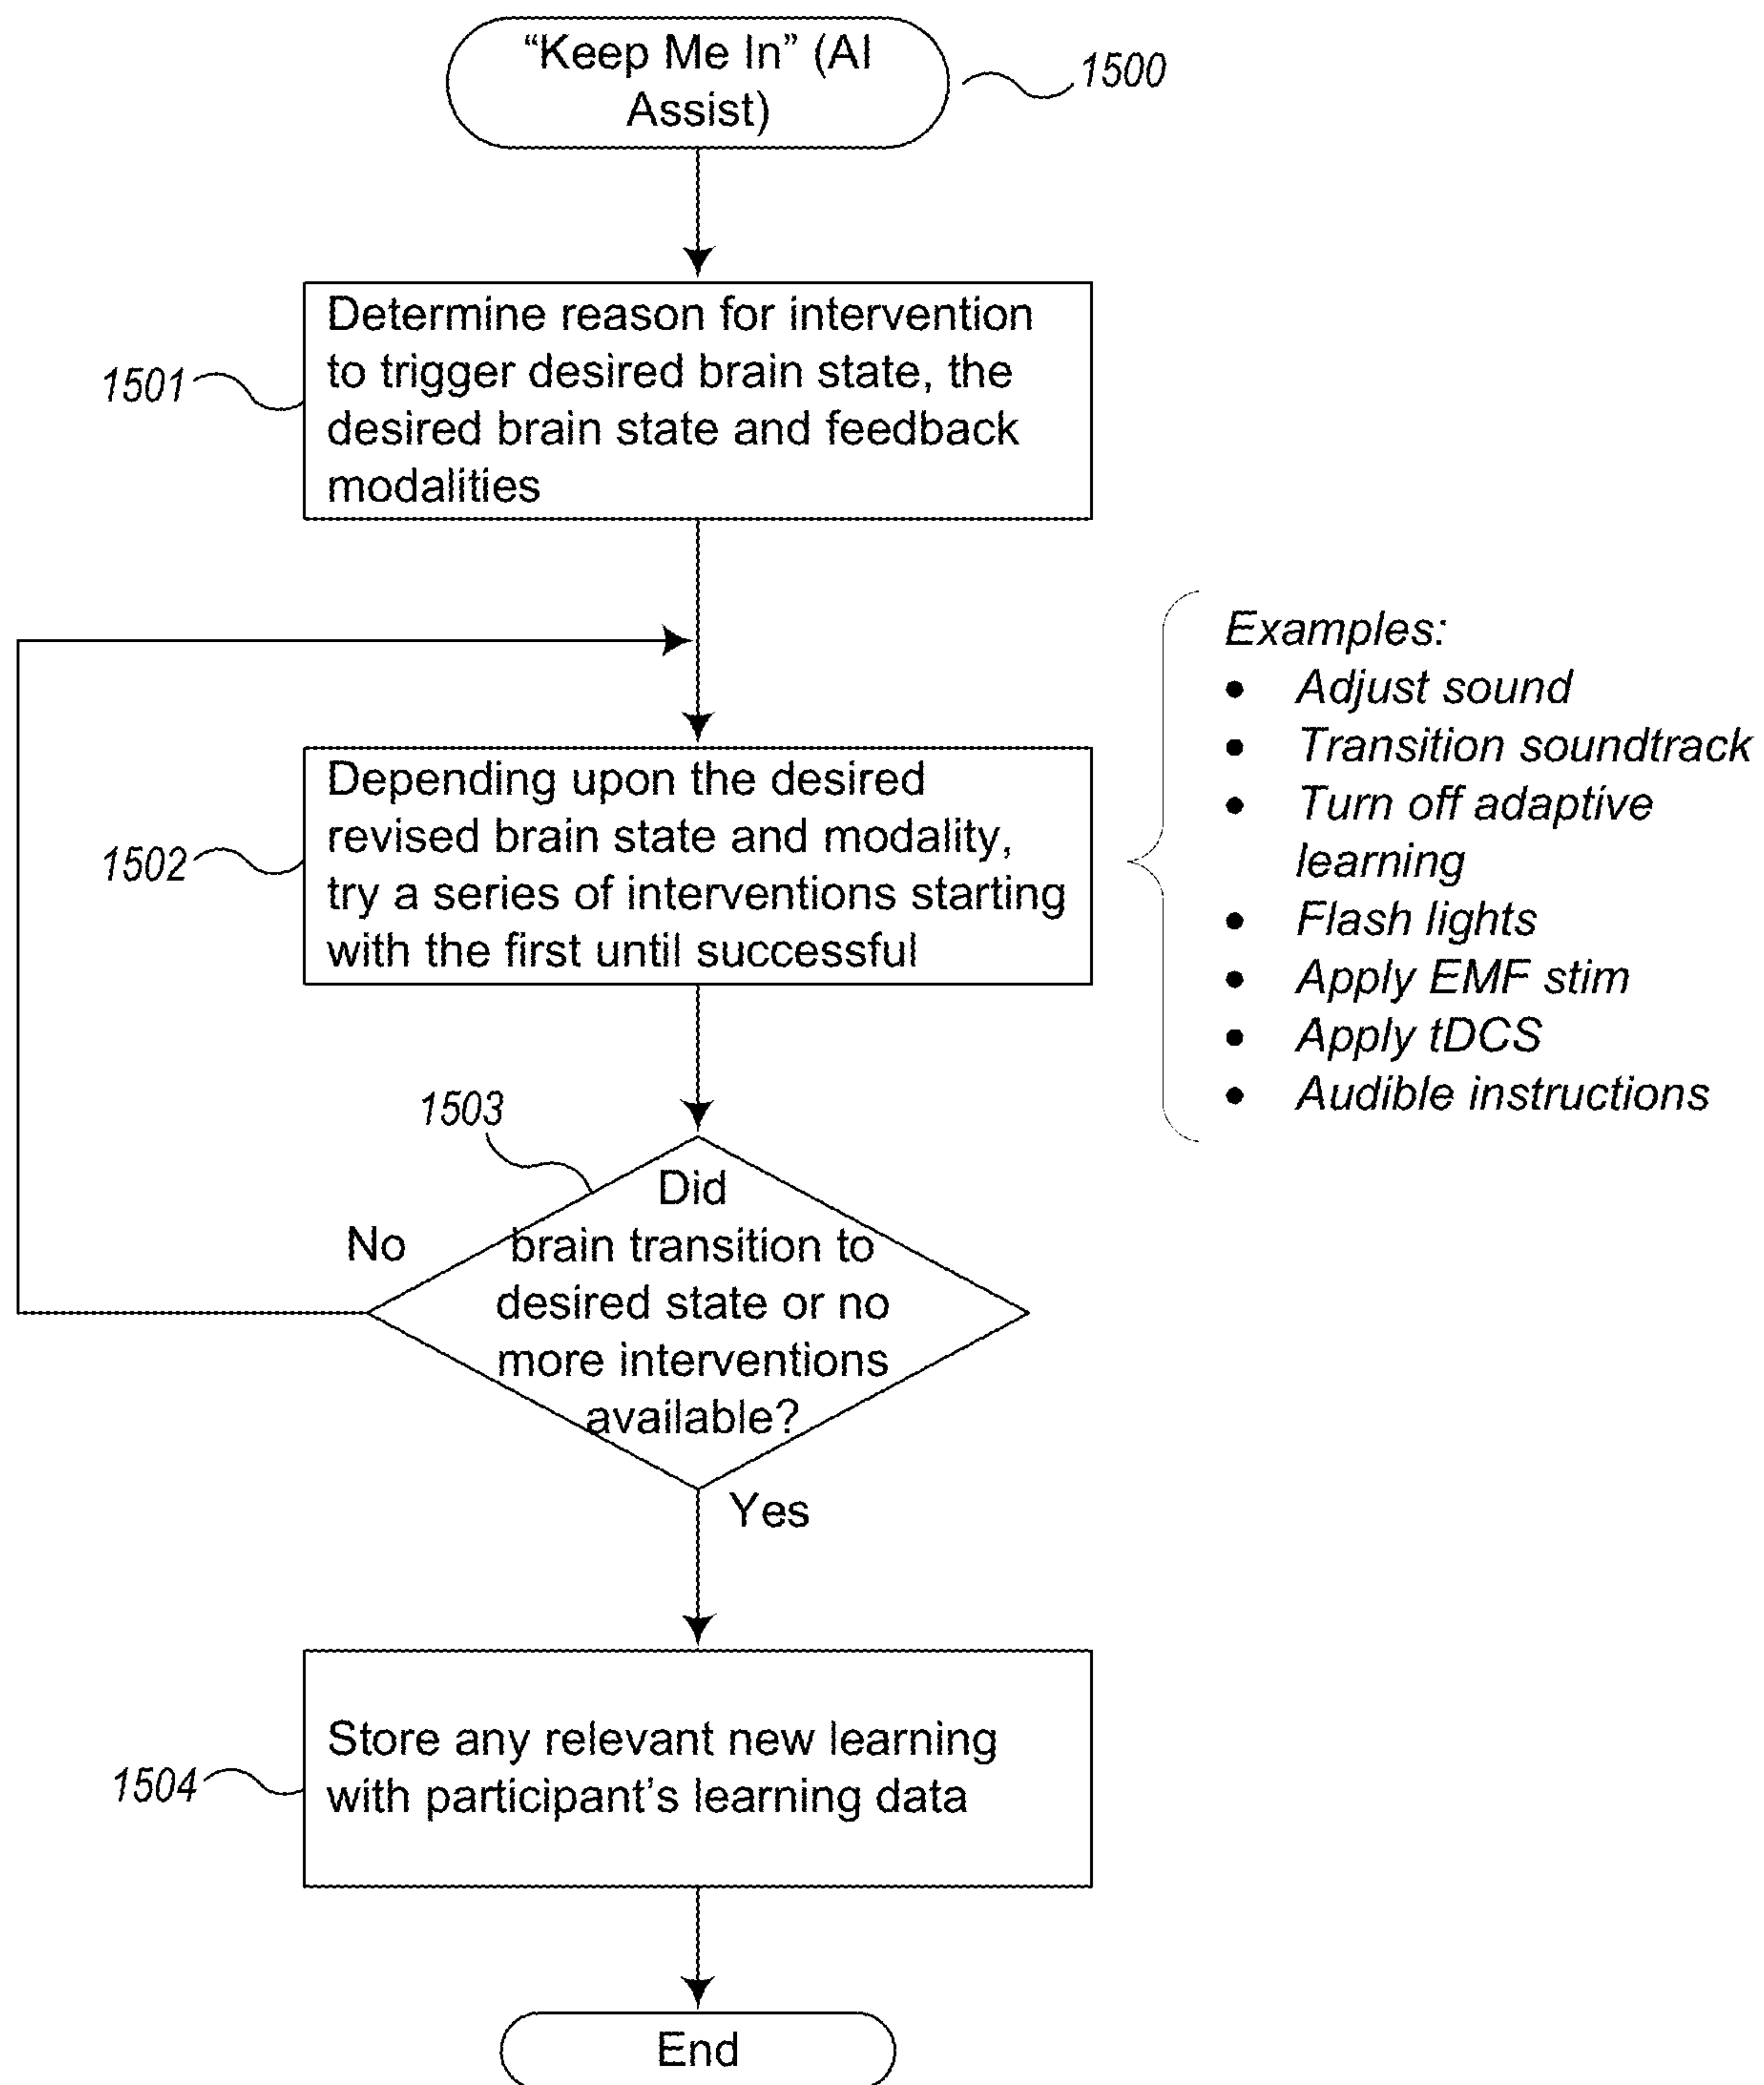 “Keep Me In” (AI
Assist)
1500
Determine reason for intervention
to trigger desired brain state, the
desired brain state and feedback
modalities
1501
Depending upon the desired
revised brain state and modality,
try a series of interventions starting
with the first until successful
1502
Examples:
• Adjust sound
• Transition soundtrack
• Turn off adaptive
learning
• Flash lights
• Apply EMF stim
• Apply tDCS
• Audible instructions
1503
Did
brain transition to
desired state or no
more interventions
available?
No
Yes
Store any relevant new learning
with participant’s learning data
1504
End